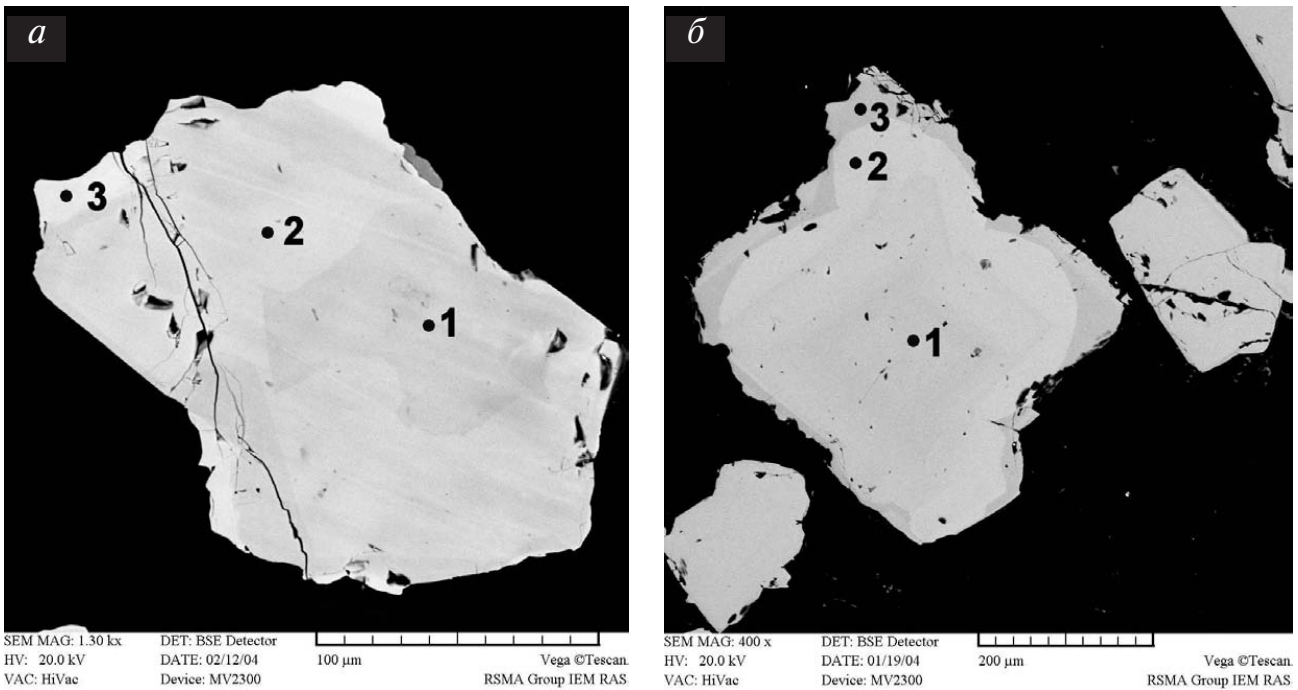 а
3
2
1
SEM MAG: 1.30 kx
DET: BSE Detector
HV: 20.0 kV
DATE: 02/12/04
100 µm
Vega ©Tescan
VAC: HiVac
Device: MV2300
RSMA Group IEM RAS
б
3
2
1
SEM MAG: 400 x
DET: BSE Detector
HV: 20.0 kV
DATE: 01/19/04
200 µm
Vega ©Tescan
VAC: HiVac
Device: MV2300
RSMA Group IEM RAS